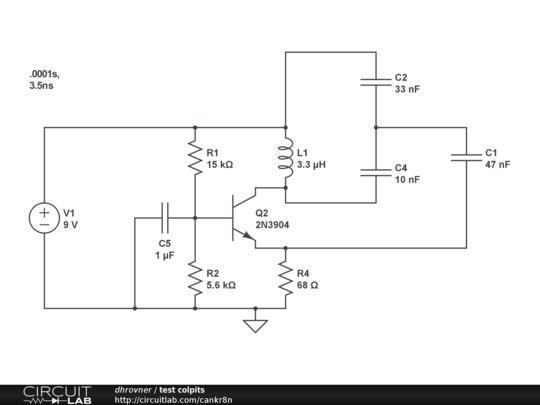 .0001s,
3.5ns
C2
33 nF
R1
15 kΩ
L1
3.3 µH
C1
47 nF
C4
10 nF
V1
9 V
Q2
2N3904
C5
1 µF
R2
5.6 kΩ
R4
68 Ω
CIRCUIT
LAB
dhrovner / test colpits
http://circuitlab.com/cankr8n